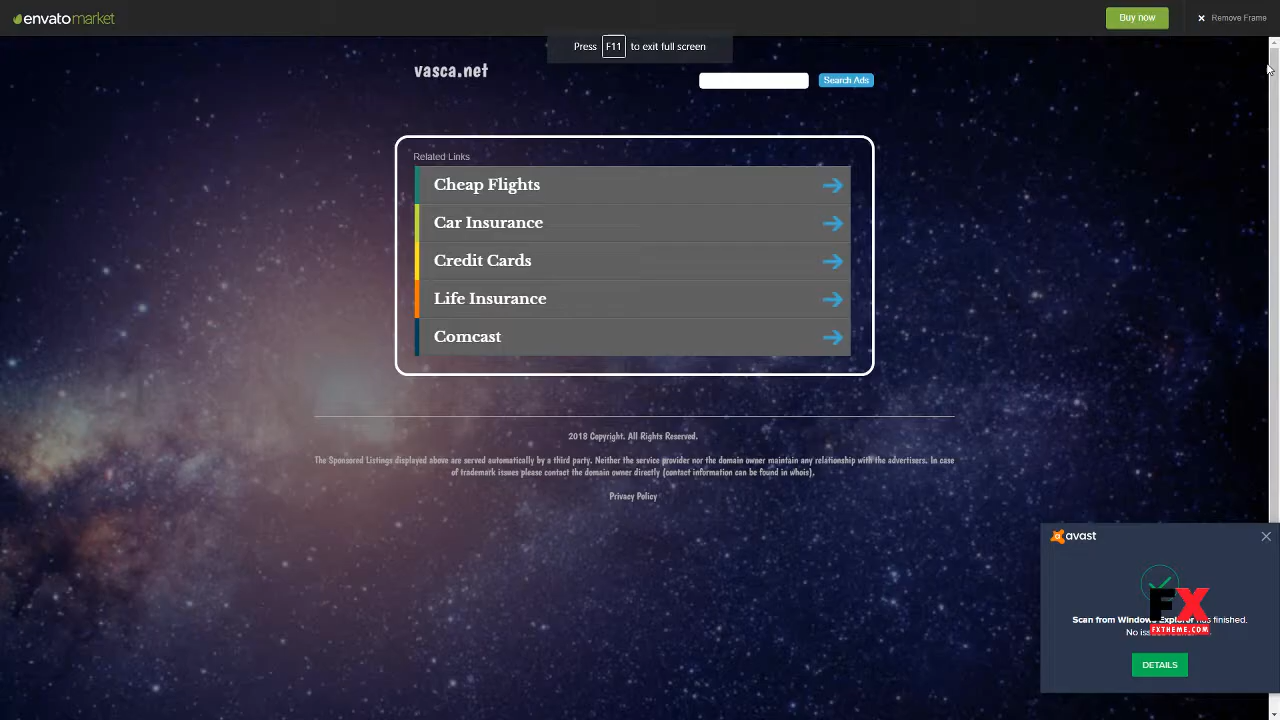 envatomarket
Buy now
Remove Frame
Press F11 to exit full screen
vasca.net
Search Ads
Related Links
Cheap Flights
Car Insurance
Credit Cards
Life Insurance
Comcast
2018 Copyright. All Rights Reserved.
The Sponsored Listings displayed above are served automatically by a third party. Neither the service provider nor the domain owner maintain any relationship with the advertisers. In case
of trademark issues please contact the domain owner directly (contact information can be found in whois).
Privacy Policy
avast
Scan from Windows Explorer has finished.
No
FX
FXTHEME.COM
DETAILS